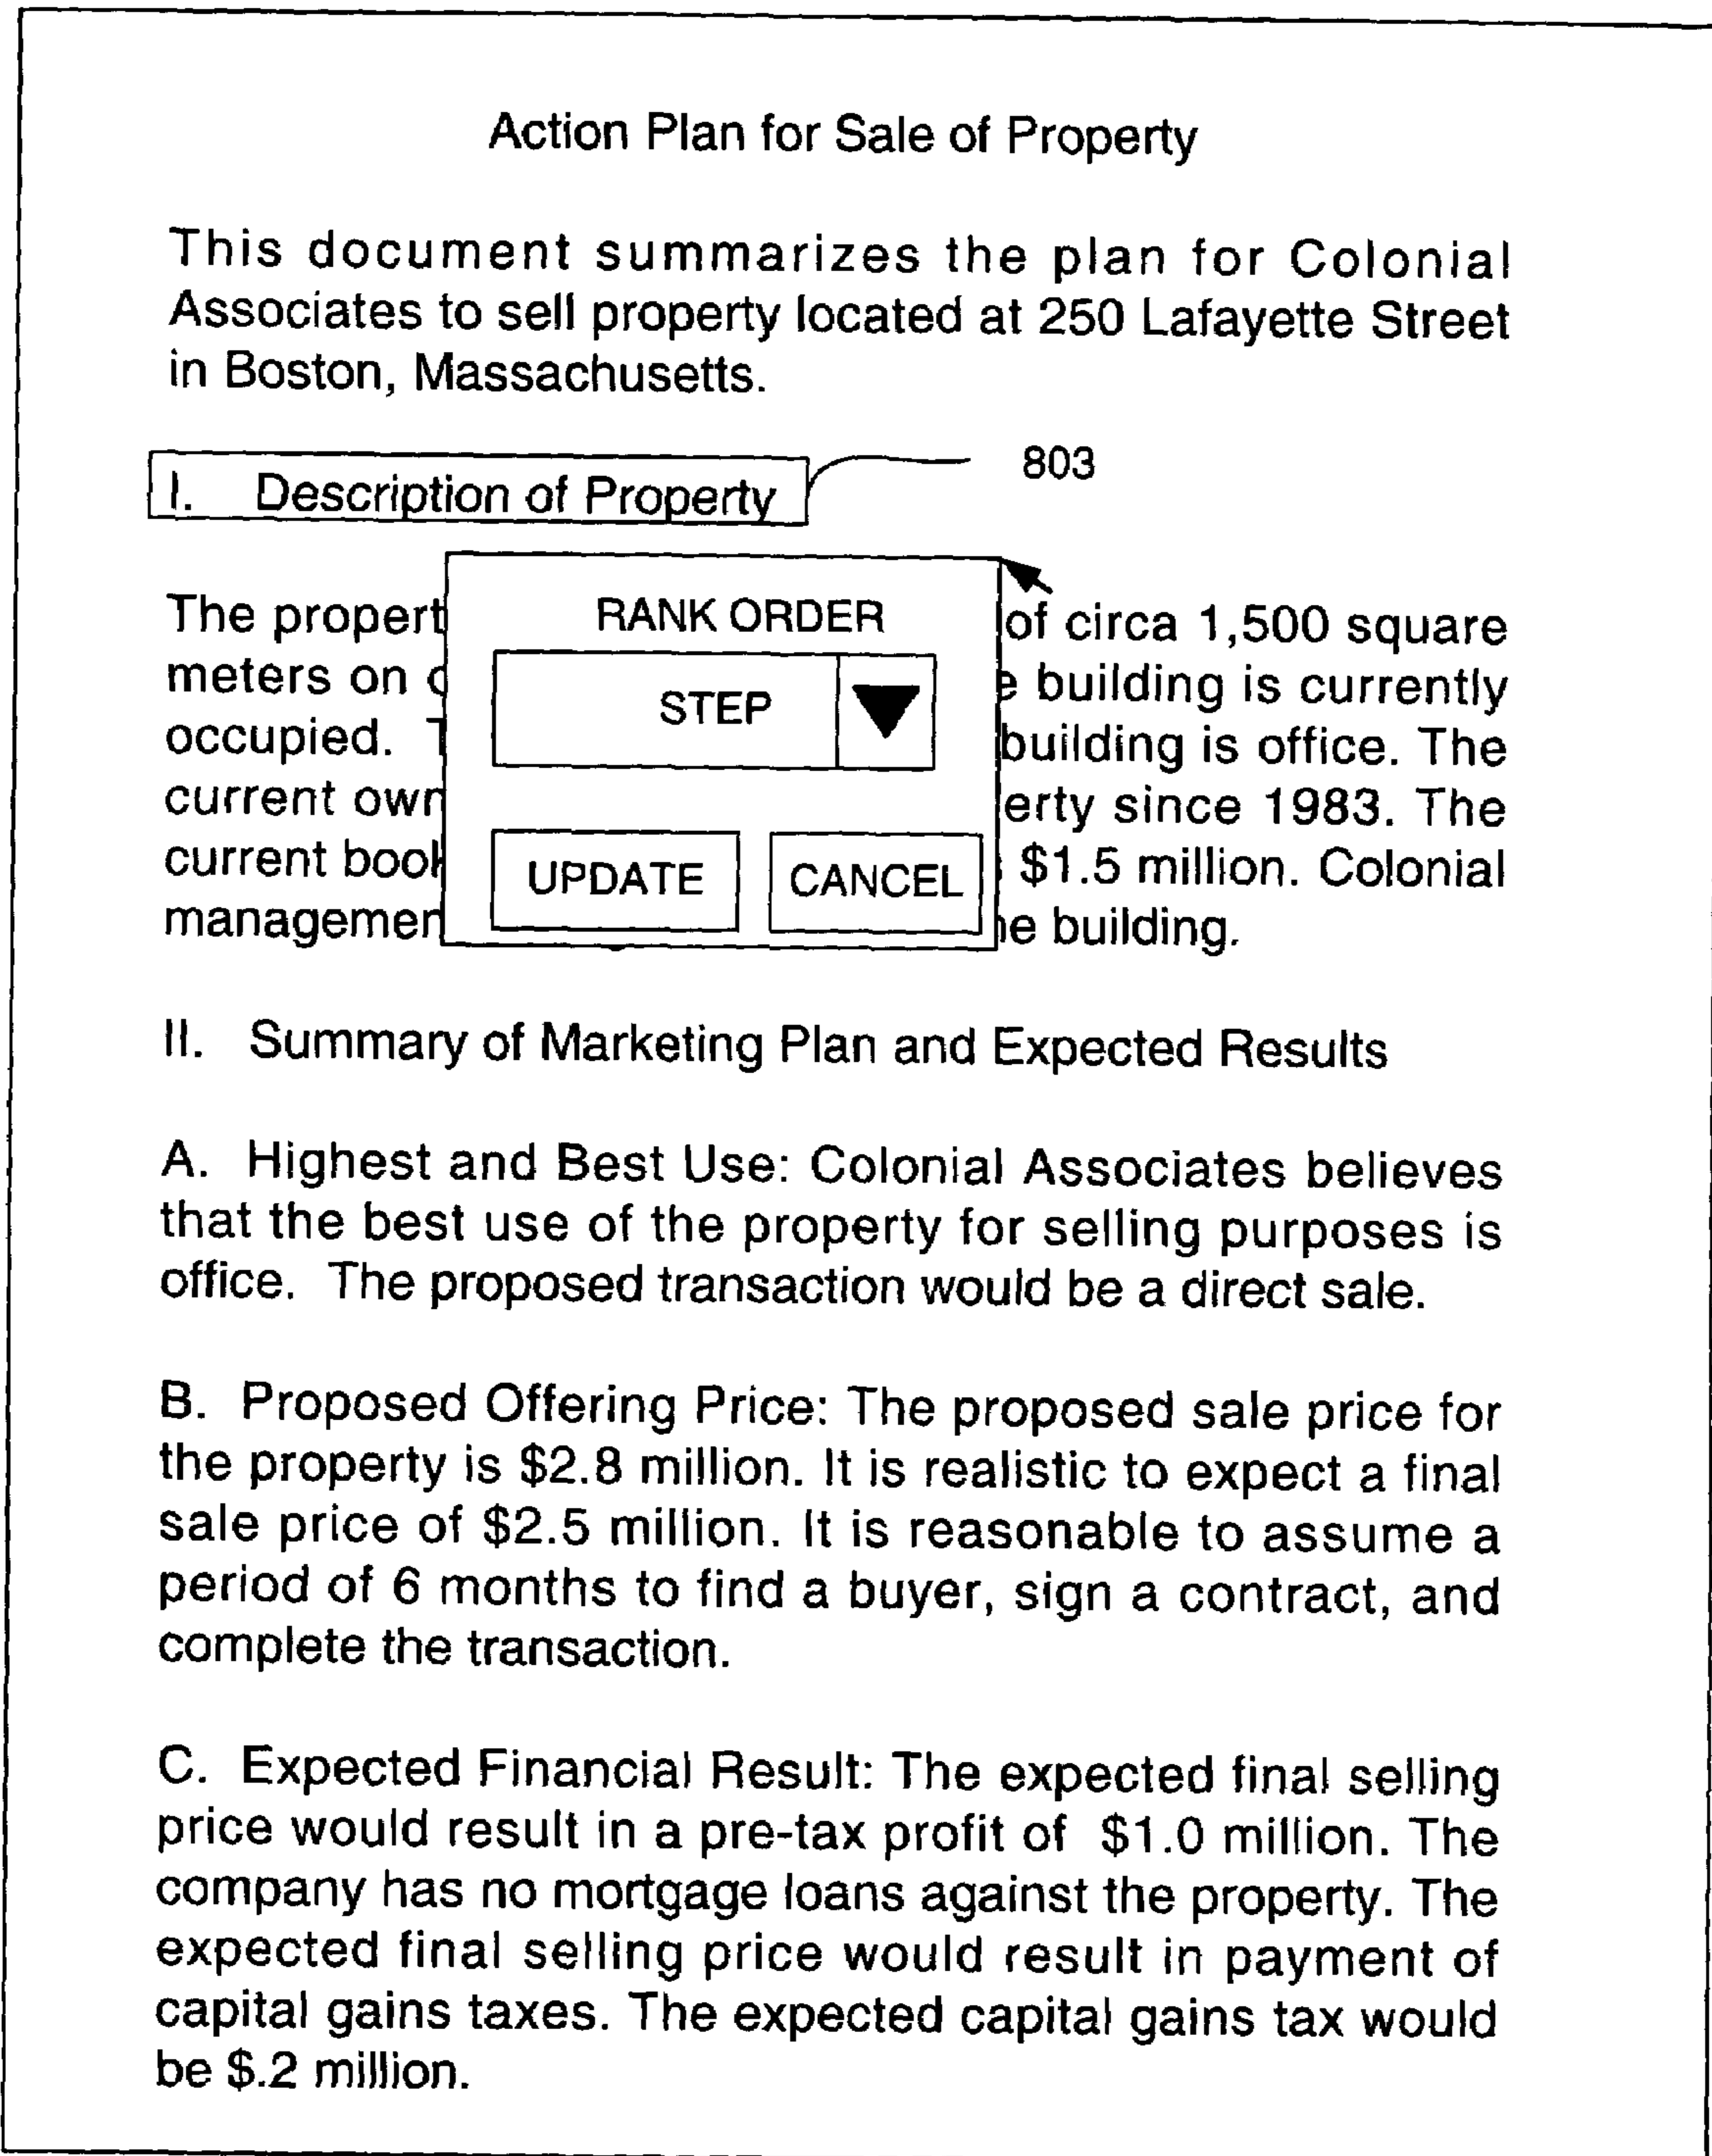 Action Plan for Sale of Property
This document summarizes the plan for Colonial
Associates to sell property located at 250 Lafayette Street
in Boston, Massachusetts.
I. Description of Property
803
The propert
of circa 1,500 square
meters on
building is currently
occupied.
building is office. The
current own
erty since 1983. The
current book
$1.5 million. Colonial
managemen
building.
RANK ORDER
STEP
UPDATE CANCEL
II. Summary of Marketing Plan and Expected Results
A. Highest and Best Use: Colonial Associates believes
that the best use of the property for selling purposes is
office. The proposed transaction would be a direct sale.
B. Proposed Offering Price: The proposed sale price for
the property is $2.8 million. It is realistic to expect a final
sale price of $2.5 million. It is reasonable to assume a
period of 6 months to find a buyer, sign a contract, and
complete the transaction.
C. Expected Financial Result: The expected final selling
price would result in a pre-tax profit of $1.0 million. The
company has no mortgage loans against the property. The
expected final selling price would result in payment of
capital gains taxes. The expected capital gains tax would
be $.2 million.